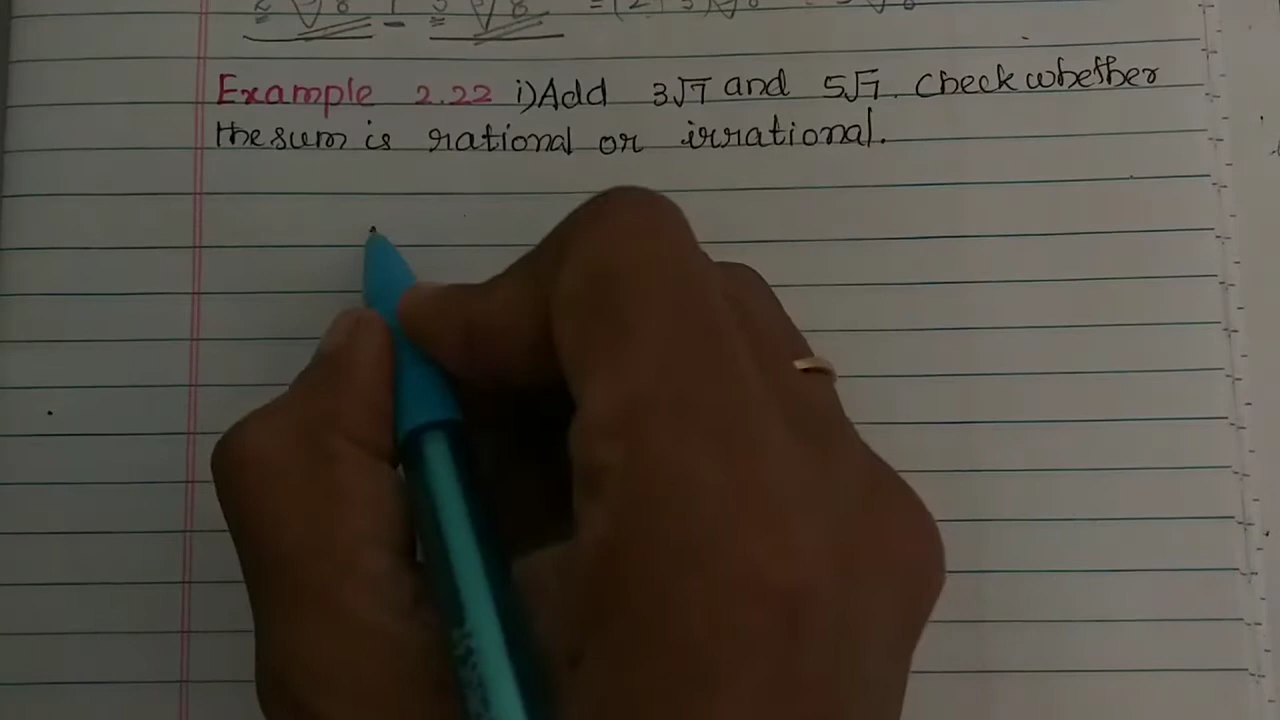 Example 2.22 i) Add 3√7 and 5√7. Check whether
the sum is rational or irrational.